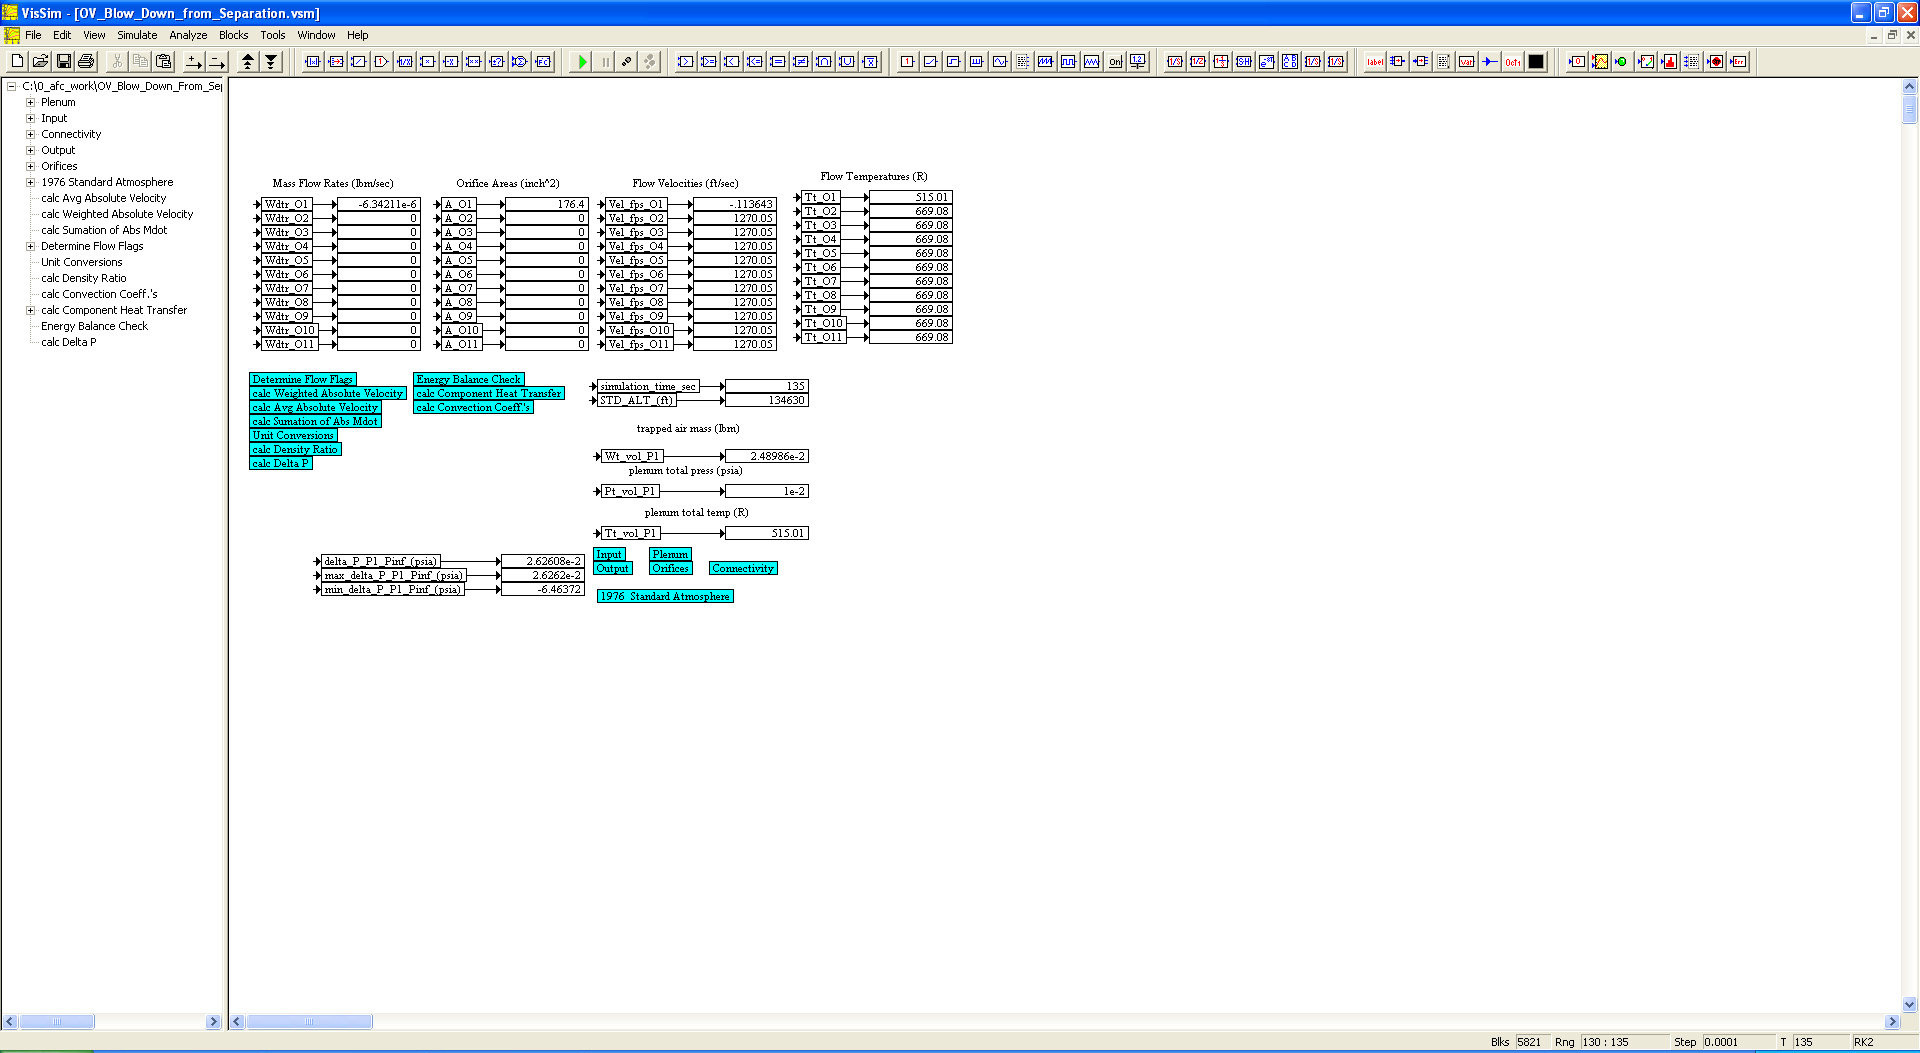 VisSim - [OV_Blow_Down_from_Separation.vsm]
File Edit View Simulate Analyze Blocks Tools Window Help
C:\0_afc_work\OV_Blow_Down_From_Se
Plenum
Input
Connectivity
Output
Orifices
1976 Standard Atmosphere
calc Avg Absolute Velocity
calc Weighted Absolute Velocity
calc Sumation of Abs Mdot
Determine Flow Flags
Unit Conversions
calc Density Ratio
calc Convection Coeff.'s
calc Component Heat Transfer
Energy Balance Check
calc Delta P
Mass Flow Rates (lbm/sec)
Wdtr_O1 -6.34211e-6
Wdtr_O2 0
Wdtr_O3 0
Wdtr_O4 0
Wdtr_O5 0
Wdtr_O6 0
Wdtr_O7 0
Wdtr_O8 0
Wdtr_O9 0
Wdtr_O10 0
Wdtr_O11 0
Orifice Areas (inch^2)
A_O1 176.4
A_O2 0
A_O3 0
A_O4 0
A_O5 0
A_O6 0
A_O7 0
A_O8 0
A_O9 0
A_O10 0
A_O11 0
Flow Velocities (ft/sec)
Vel_fps_O1 -.113643
Vel_fps_O2 1270.05
Vel_fps_O3 1270.05
Vel_fps_O4 1270.05
Vel_fps_O5 1270.05
Vel_fps_O6 1270.05
Vel_fps_O7 1270.05
Vel_fps_O8 1270.05
Vel_fps_O9 1270.05
Vel_fps_O10 1270.05
Vel_fps_O11 1270.05
Flow Temperatures (R)
Tt_O1 515.01
Tt_O2 669.08
Tt_O3 669.08
Tt_O4 669.08
Tt_O5 669.08
Tt_O6 669.08
Tt_O7 669.08
Tt_O8 669.08
Tt_O9 669.08
Tt_O10 669.08
Tt_O11 669.08
Determine Flow Flags
calc Weighted Absolute Velocity
calc Avg Absolute Velocity
calc Sumation of Abs Mdot
Unit Conversions
calc Density Ratio
calc Delta P
Energy Balance Check
calc Component Heat Transfer
calc Convection Coeff.'s
simulation_time_sec 135
STD_ALT_(ft) 134630
trapped air mass (lbm)
Wt_vol_P1 2.48986e-2
plenum total press (psia)
Pt_vol_P1 1e-2
plenum total temp (R)
Tt_vol_P1 515.01
delta_P_P1_Pinf_(psia) 2.62608e-2
max_delta_P_P1_Pinf_(psia) 2.6262e-2
min_delta_P_P1_Pinf_(psia) -6.46372
Input Plenum
Output Orifices Connectivity
1976 Standard Atmosphere
Blks 5821 Rng 130 : 135 Step 0.0001 T 135 RK2